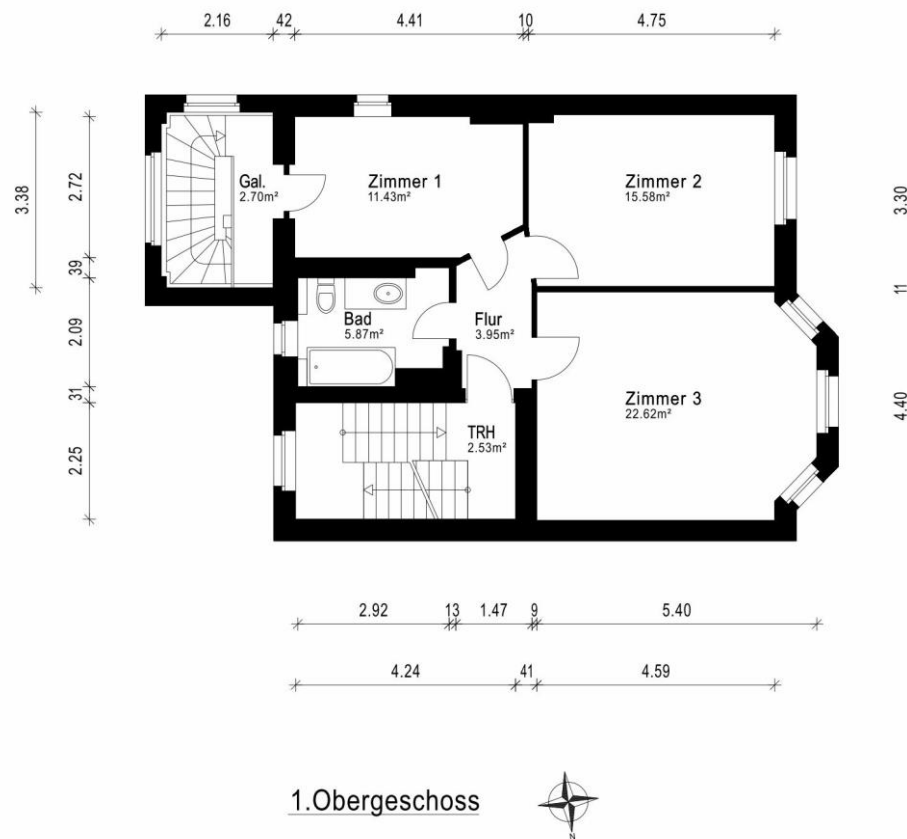 2.16 42 4.41 10 4.75
3.38
2.72
39
2.09
31
2.25
Gal.
2.70m²
Zimmer 1
11.43m²
Zimmer 2
15.58m²
Bad
5.87m²
Flur
3.95m²
Zimmer 3
22.62m²
TRH
2.53m²
3.30
11
4.40
2.92 13 1.47 9 5.40
4.24 41 4.59
1.Obergeschoss
N